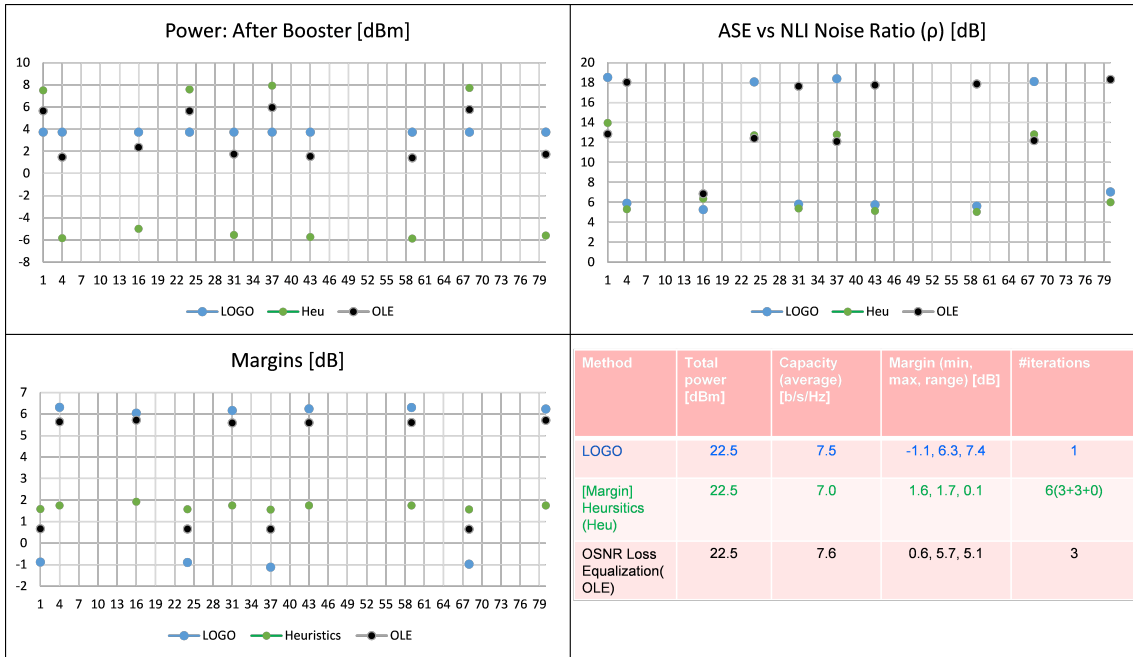 Power: After Booster [dBm]
10
8
6
4
2
0
-2
-4
-6
-8
1 4 7 10 13 16 19 22 25 28 31 34 37 40 43 46 49 52 55 58 61 64 67 70 73 76 79
LOGO Heu OLE
ASE vs NLI Noise Ratio (ρ) [dB]
20
18
16
14
12
10
8
6
4
2
0
1 4 7 10 13 16 19 22 25 28 31 34 37 40 43 46 49 52 55 58 61 64 67 70 73 76 79
LOGO Heu OLE
Margins [dB]
7
6
5
4
3
2
1
0
-1
-2
1 4 7 10 13 16 19 22 25 28 31 34 37 40 43 46 49 52 55 58 61 64 67 70 73 76 79
LOGO Heuristics OLE
Method Total Capacity Margin (min, #iterations
power (average) max, range) [dB]
[dBm] [b/s/Hz]
LOGO 22.5 7.5 -1.1, 6.3, 7.4 1
[Margin] 22.5 7.0 1.6, 1.7, 0.1 6(3+3+0)
Heursitics
(Heu)
OSNR Loss 22.5 7.6 0.6, 5.7, 5.1 3
Equalization(
OLE)